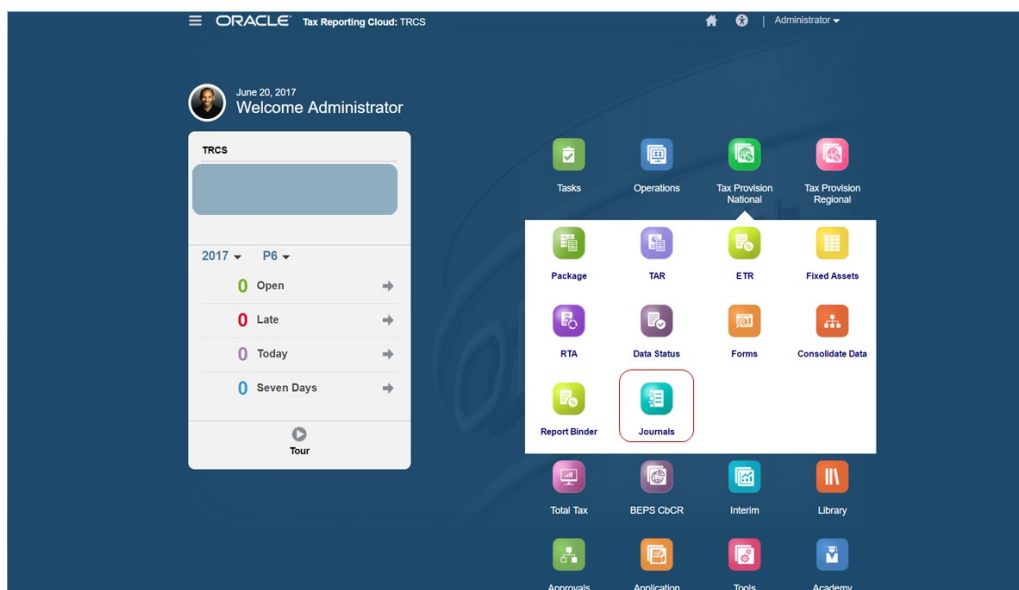 ORACLE Tax Reporting Cloud: TRCS
Administrator
June 20, 2017
Welcome Administrator
TRCS
2017 P6
0 Open
0 Late
0 Today
0 Seven Days
Tour
Tasks Operations Tax Provision National Tax Provision Regional
Package TAR ETR Fixed Assets
RTA Data Status Forms Consolidate Data
Report Binder Journals
Total Tax BEPS CbCR Interim Library
Approvals Application Tools Academy